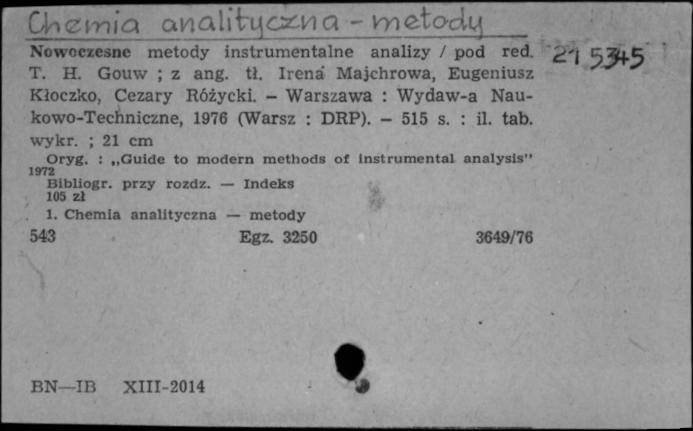 Chemia analityczna - metody
Nowoczesne metody instrumentalne analizy / pod red. 215345
T. H. Gouw ; z ang. tł. Irena Majchrowa, Eugeniusz
Kłoczko, Cezary Różycki. — Warszawa : Wydaw-a Nau-
kowo-Techniczne, 1976 (Warsz : DRP). — 515 s. : il. tab.
wykr. ; 21 cm
Oryg. : „Guide to modern methods of instrumental analysis”
1972
Bibliogr. przy rozdz. — Indeks
105 zł
1. Chemia analityczna — metody
543 Egz. 3250 3649/76
BN—IB XIII-2014